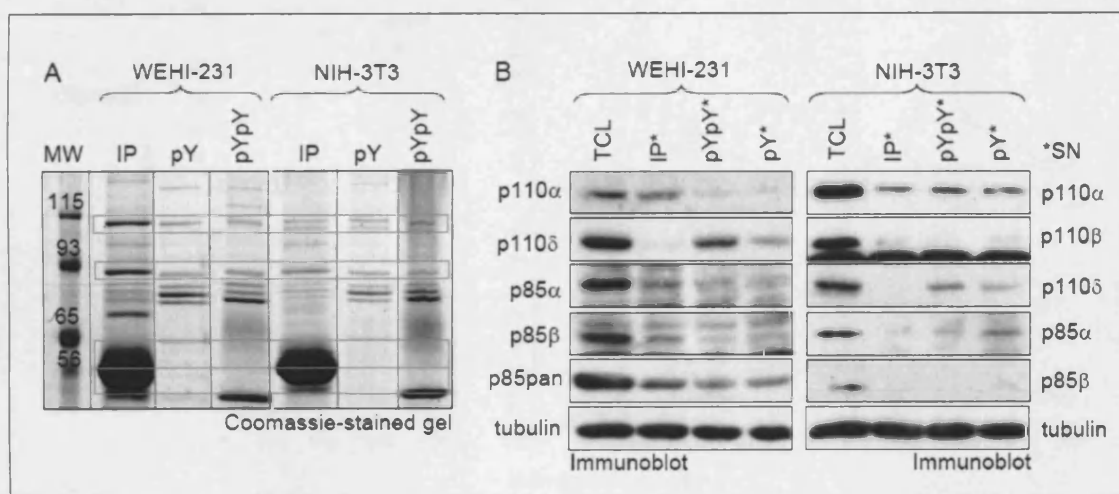 A
WEHI-231
NIH-3T3
MW
IP
pY
pYpY
IP
pY
pYpY
115
93
65
56
Coomassie-stained gel
B
WEHI-231
NIH-3T3
TCL
IP*
pYpY*
pY*
TCL
IP*
pYpY*
pY*
*SN
p110α
p110δ
p85α
p85β
p85pan
tubulin
p110α
p110β
p110δ
p85α
p85β
tubulin
Immunoblot
Immunoblot